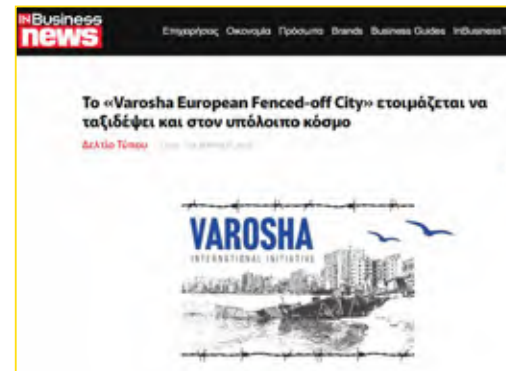 INBusiness
news
Επιχειρήσεις Οικονομία Πρόσωπα Brands Business Guides InBusinessT
Το «Varosha European Fenced-off City» ετοιμάζεται να
ταξιδέψει και στον υπόλοιπο κόσμο
Δελτίο Τύπου
VAROSHA
INTERNATIONAL INITIATIVE